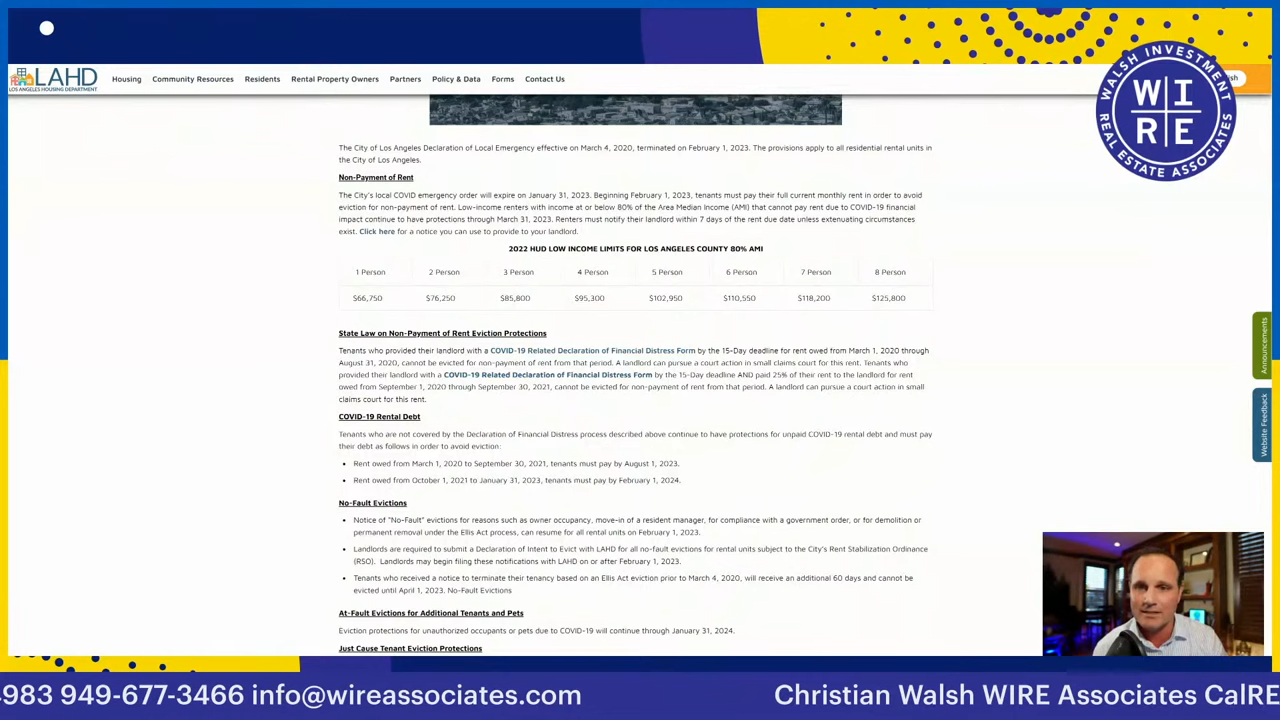 LAHD
LOS ANGELES HOUSING DEPARTMENT
Housing Community Resources Residents Rental Property Owners Partners Policy & Data Forms Contact Us
WALSH INVESTMENT
WI
RE
REAL ESTATE ASSOCIATES
The City of Los Angeles Declaration of Local Emergency effective on March 4, 2020, terminated on February 1, 2023. The provisions apply to all residential rental units in
the City of Los Angeles.
Non-Payment of Rent
The City's local COVID emergency order will expire on January 31, 2023. Beginning February 1, 2023, tenants must pay their full current monthly rent in order to avoid
eviction for non-payment of rent. Low-income renters with income at or below 80% of the Area Median Income (AMI) that cannot pay rent due to COVID-19 financial
impact continue to have protections through March 31, 2023. Renters must notify their landlord within 7 days of the rent due date unless extenuating circumstances
exist. Click here for a notice you can use to provide to your landlord.
2022 HUD LOW INCOME LIMITS FOR LOS ANGELES COUNTY 80% AMI
1 Person 2 Person 3 Person 4 Person 5 Person 6 Person 7 Person 8 Person
$66,750 $76,250 $85,800 $95,300 $102,950 $110,550 $118,200 $125,800
State Law on Non-Payment of Rent Eviction Protections
Tenants who provided their landlord with a COVID-19 Related Declaration of Financial Distress Form by the 15-Day deadline for rent owed from March 1, 2020 through
August 31, 2020, cannot be evicted for non-payment of rent from that period. A landlord can pursue a court action in small claims court for this rent. Tenants who
provided their landlord with a COVID-19 Related Declaration of Financial Distress Form by the 15-Day deadline AND paid 25% of their rent to the landlord for rent
owed from September 1, 2020 through September 30, 2021, cannot be evicted for non-payment of rent from that period. A landlord can pursue a court action in small
claims court for this rent.
COVID-19 Rental Debt
Tenants who are not covered by the Declaration of Financial Distress process described above continue to have protections for unpaid COVID-19 rental debt and must pay
their debt as follows in order to avoid eviction:
• Rent owed from March 1, 2020 to September 30, 2021, tenants must pay by August 1, 2023.
• Rent owed from October 1, 2021 to January 31, 2023, tenants must pay by February 1, 2024.
No-Fault Evictions
• Notice of "No-Fault" evictions for reasons such as owner occupancy, move-in of a resident manager, for compliance with a government order, or for demolition or
permanent removal under the Ellis Act process, can resume for all rental units on February 1, 2023.
• Landlords are required to submit a Declaration of Intent to Evict with LAHD for all no-fault evictions for rental units subject to the City's Rent Stabilization Ordinance
(RSO). Landlords may begin filing these notifications with LAHD on or after February 1, 2023.
• Tenants who received a notice to terminate their tenancy based on an Ellis Act eviction prior to March 4, 2020, will receive an additional 60 days and cannot be
evicted until April 1, 2023. No-Fault Evictions
At-Fault Evictions for Additional Tenants and Pets
Eviction protections for unauthorized occupants or pets due to COVID-19 will continue through January 31, 2024.
Just Cause Tenant Eviction Protections
Announcements
Website Feedback
4983 949-677-3466 info@wireassociates.com Christian Walsh WIRE Associates CalRE